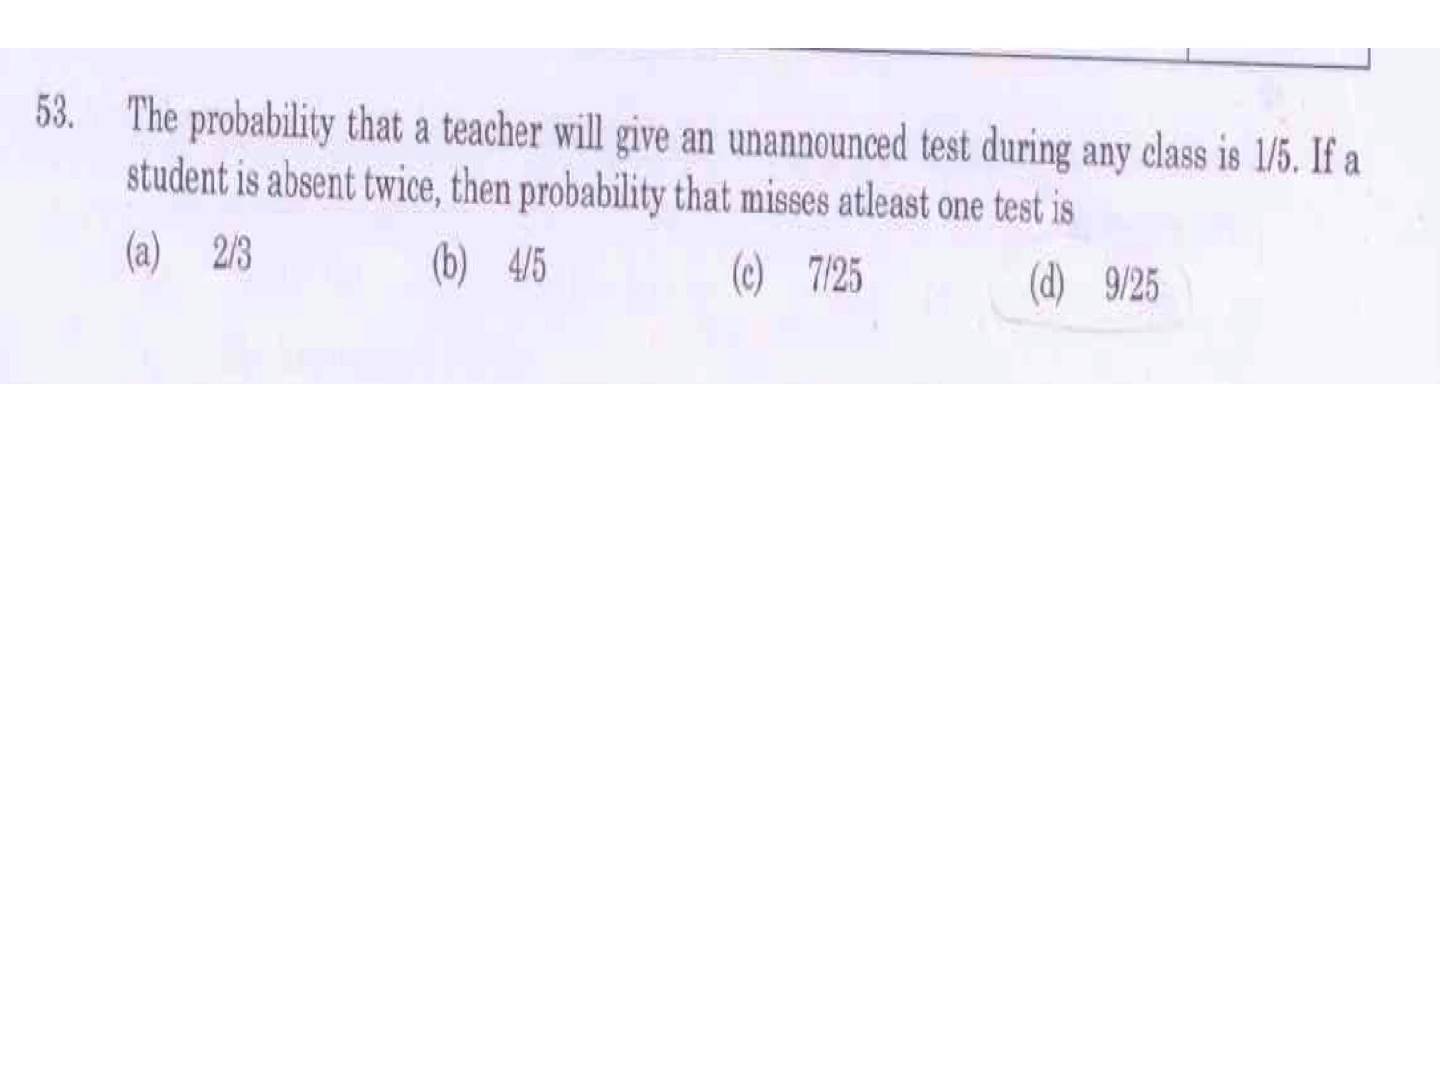 53. The probability that a teacher will give an unannounced test during any class is 1/5. If a
student is absent twice, then probability that misses atleast one test is
(a) 2/3 (b) 4/5 (c) 7/25 (d) 9/25